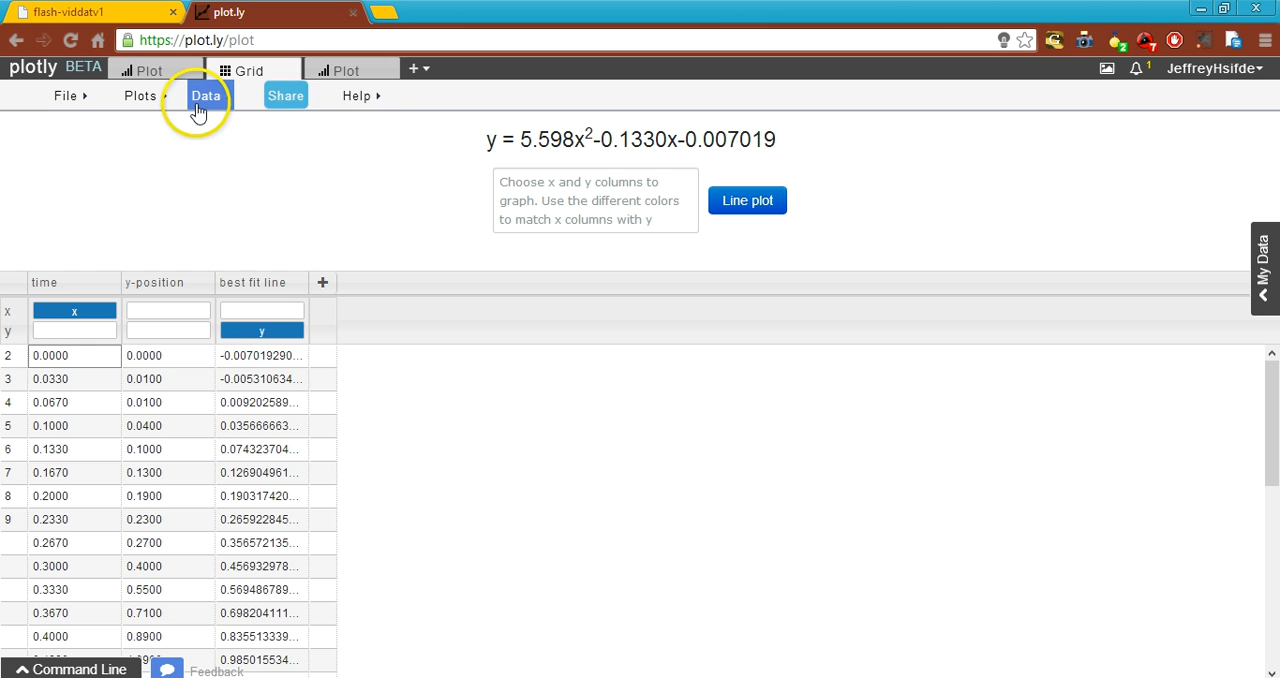 flash-viddatv1 × plot.ly ×
https://plot.ly/plot 2 7
plotly BETA Plot Grid Plot + 1 JeffreyHsifde
File Plots Data Share Help
y = 5.598x²-0.1330x-0.007019
Choose x and y columns to
graph. Use the different colors
to match x columns with y
Line plot
My Data
time y-position best fit line +
x x
y y
2 0.0000 0.0000 -0.007019290...
3 0.0330 0.0100 -0.005310634...
4 0.0670 0.0100 0.009202589...
5 0.1000 0.0400 0.035666663...
6 0.1330 0.1000 0.074323704...
7 0.1670 0.1300 0.126904961...
8 0.2000 0.1900 0.190317420...
9 0.2330 0.2300 0.265922845...
0.2670 0.2700 0.356572135...
0.3000 0.4000 0.456932978...
0.3330 0.5500 0.569486789...
0.3670 0.7100 0.698204111...
0.4000 0.8900 0.835513339...
0.985015534...
Command Line Feedback